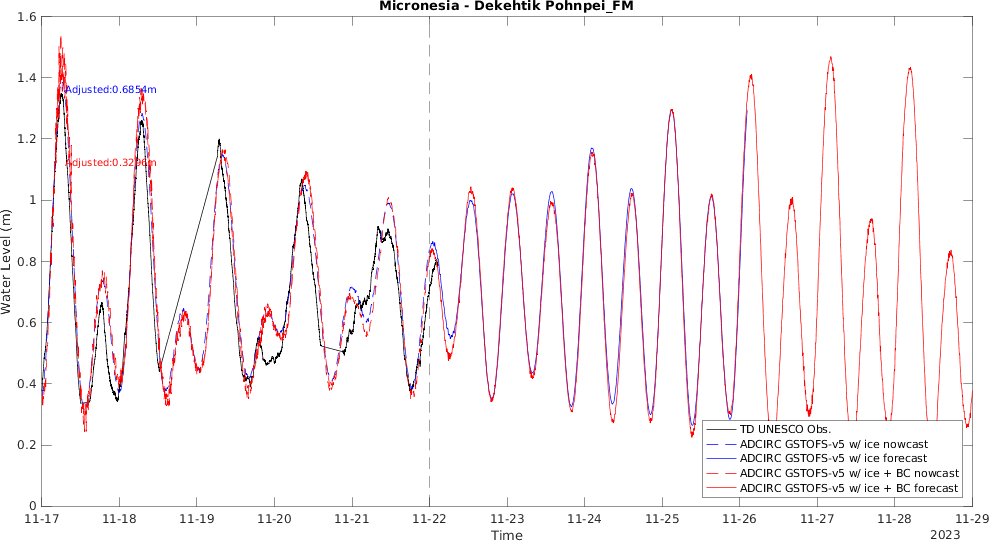 Micronesia - Dekehtik Pohnpei_FM
Water Level (m)
1.6
1.4
1.2
1
0.8
0.6
0.4
0.2
0
Adjusted:0.6854m
Adjusted:0.3296m
TD UNESCO Obs.
ADCIRC GSTOFS-v5 w/ ice nowcast
ADCIRC GSTOFS-v5 w/ ice forecast
ADCIRC GSTOFS-v5 w/ ice + BC nowcast
ADCIRC GSTOFS-v5 w/ ice + BC forecast
11-17 11-18 11-19 11-20 11-21 11-22 11-23 11-24 11-25 11-26 11-27 11-28 11-29
Time
2023